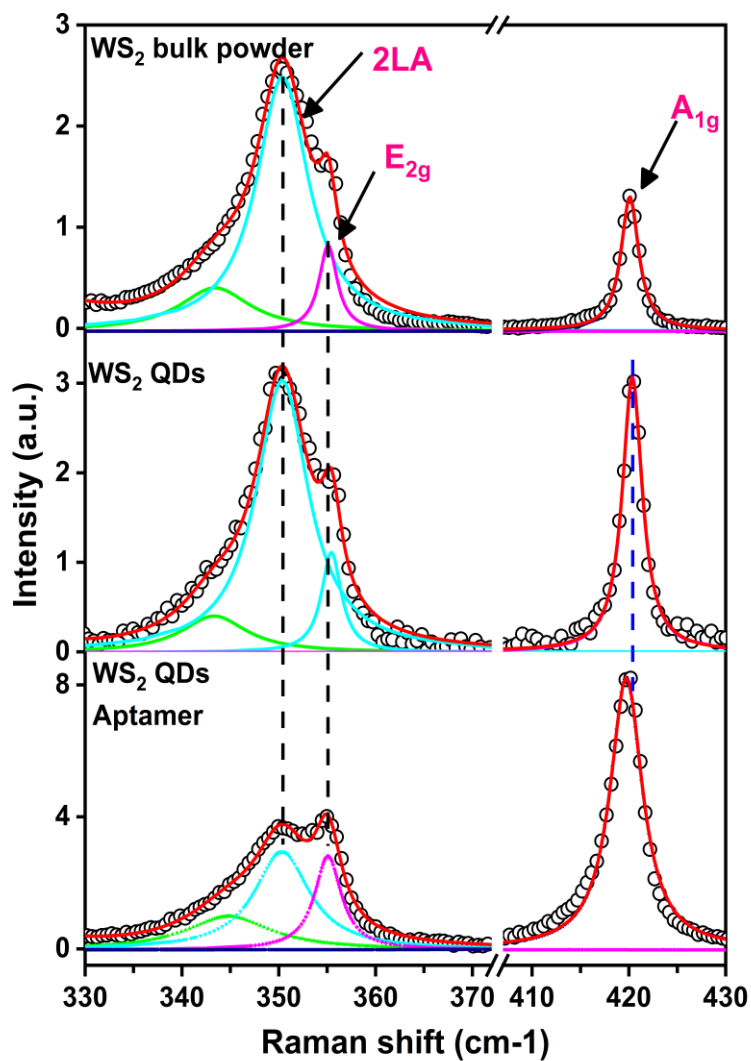 WS2 bulk powder
2LA
E2g
A1g
3
2
1
0
WS2 QDs
3
2
1
0
WS2 QDs
Aptamer
8
4
0
Intensity (a.u.)
330 340 350 360 370 410 420 430
Raman shift (cm-1)